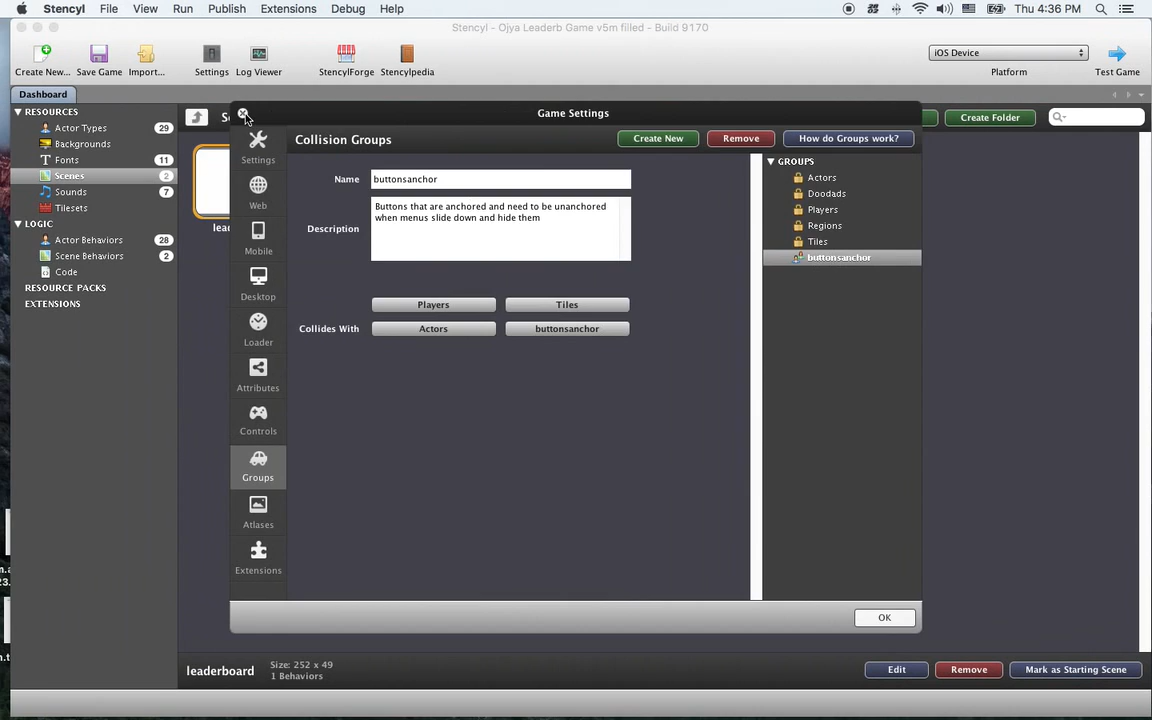 Stencyl File View Run Publish Extensions Debug Help Thu 4:36 PM
Stencyl - Ojya Leaderb Game v5m filled - Build 9170
Create New... Save Game Import... Settings Log Viewer StencylForge Stencylpedia
iOS Device
Platform Test Game
Dashboard
RESOURCES
Actor Types 29
Backgrounds
Fonts 11
Scenes 2
Sounds 7
Tilesets
LOGIC
Actor Behaviors 28
Scene Behaviors 2
Code
RESOURCE PACKS
EXTENSIONS
Create Folder
Game Settings
Settings
Web
Mobile
Desktop
Loader
Attributes
Controls
Groups
Atlases
Extensions
Collision Groups Create New Remove How do Groups work?
Name buttonsanchor
Description
Buttons that are anchored and need to be unanchored
when menus slide down and hide them
Players Tiles
Collides With Actors buttonsanchor
GROUPS
Actors
Doodads
Players
Regions
Tiles
buttonsanchor
OK
leaderboard
Size: 252 x 49
1 Behaviors
Edit Remove Mark as Starting Scene